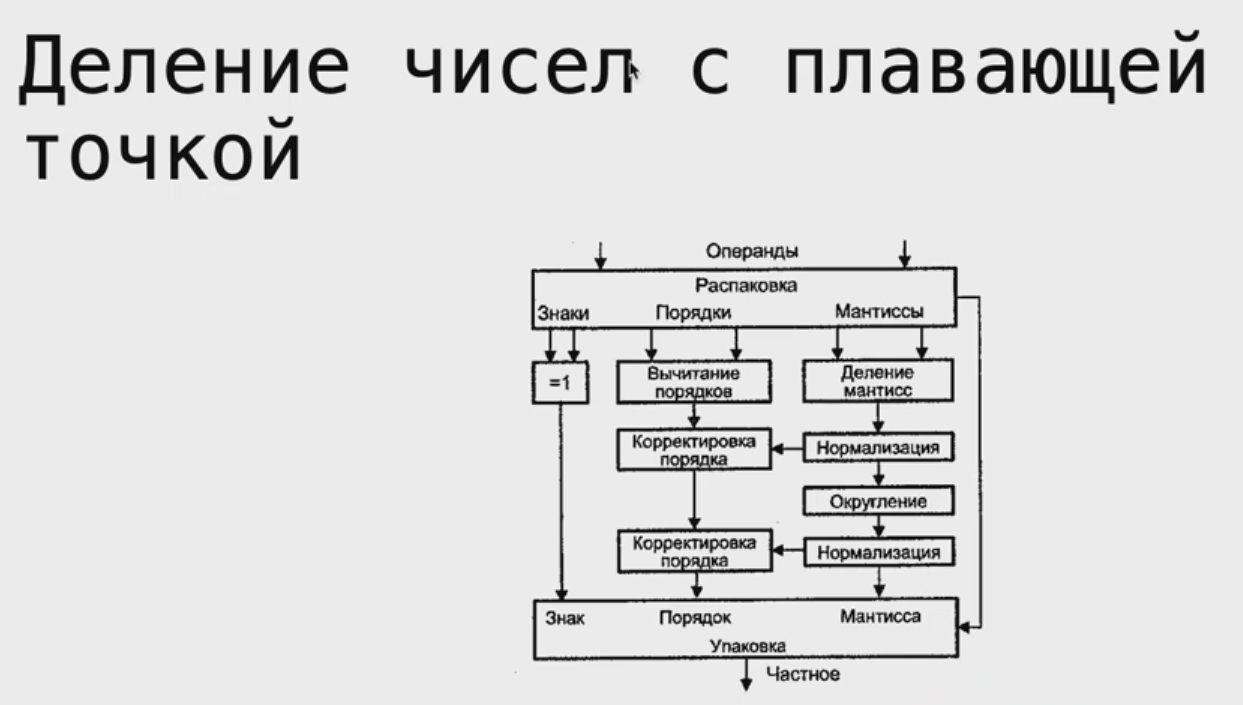 Деление чисел с плавающей
точкой
Операнды
Распаковка
Знаки Порядки Мантиссы
=1
Вычитание
порядков
Деление
мантисс
Корректировка
порядка
Нормализация
Округление
Корректировка
порядка
Нормализация
Знак Порядок Мантисса
Упаковка
Частное